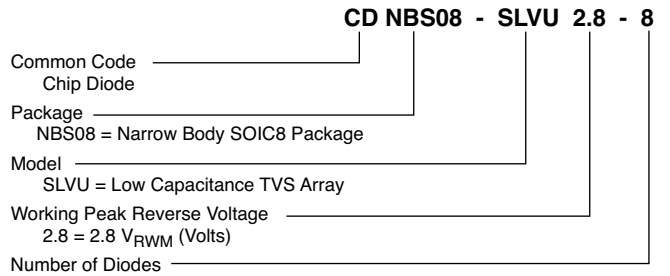 CD NBS08 - SLVU 2.8 - 8
Common Code
Chip Diode
Package
NBS08 = Narrow Body SOIC8 Package
Model
SLVU = Low Capacitance TVS Array
Working Peak Reverse Voltage
2.8 = 2.8 VRWM (Volts)
Number of Diodes